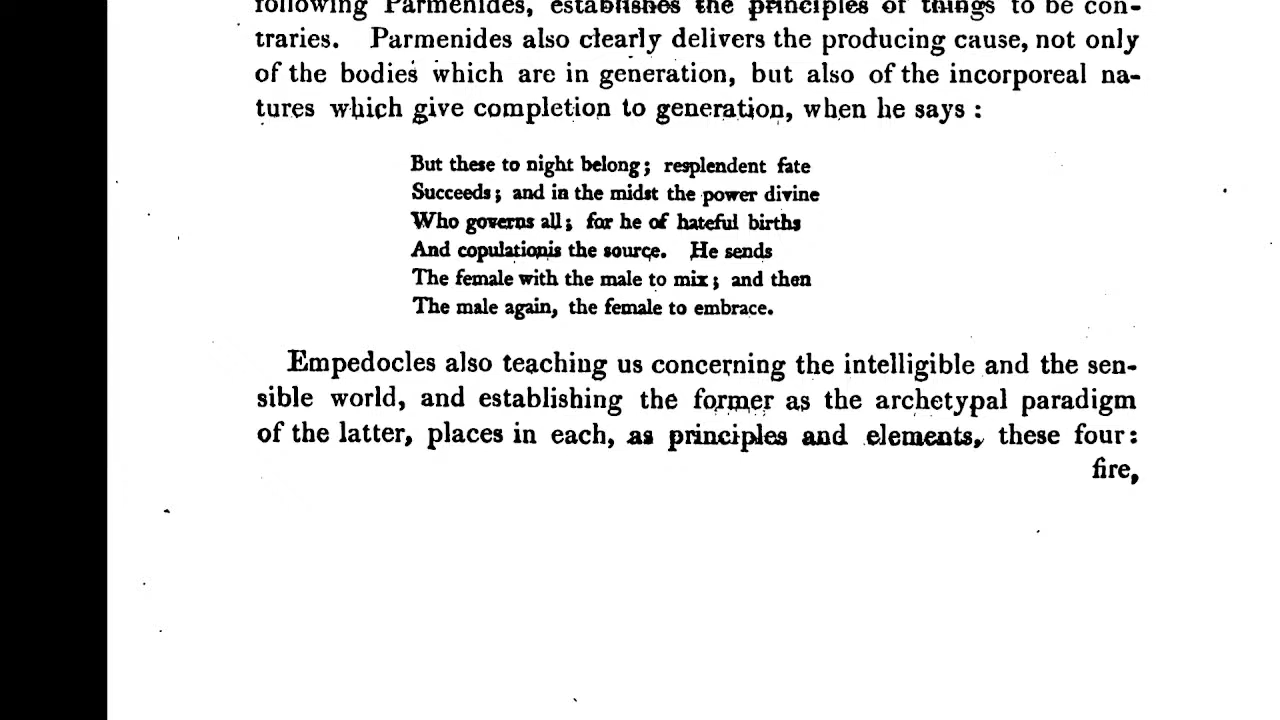 following Parmenides, establishes the principles of things to be con-
traries. Parmenides also clearly delivers the producing cause, not only
of the bodies which are in generation, but also of the incorporeal na-
tures which give completion to generation, when he says :
But these to night belong; resplendent fate
Succeeds; and in the midst the power divine
Who governs all; for he of hateful births
And copulationis the source. He sends
The female with the male to mix; and then
The male again, the female to embrace.
Empedocles also teaching us concerning the intelligible and the sen-
sible world, and establishing the former as the archetypal paradigm
of the latter, places in each, as principles and elements, these four:
fire,